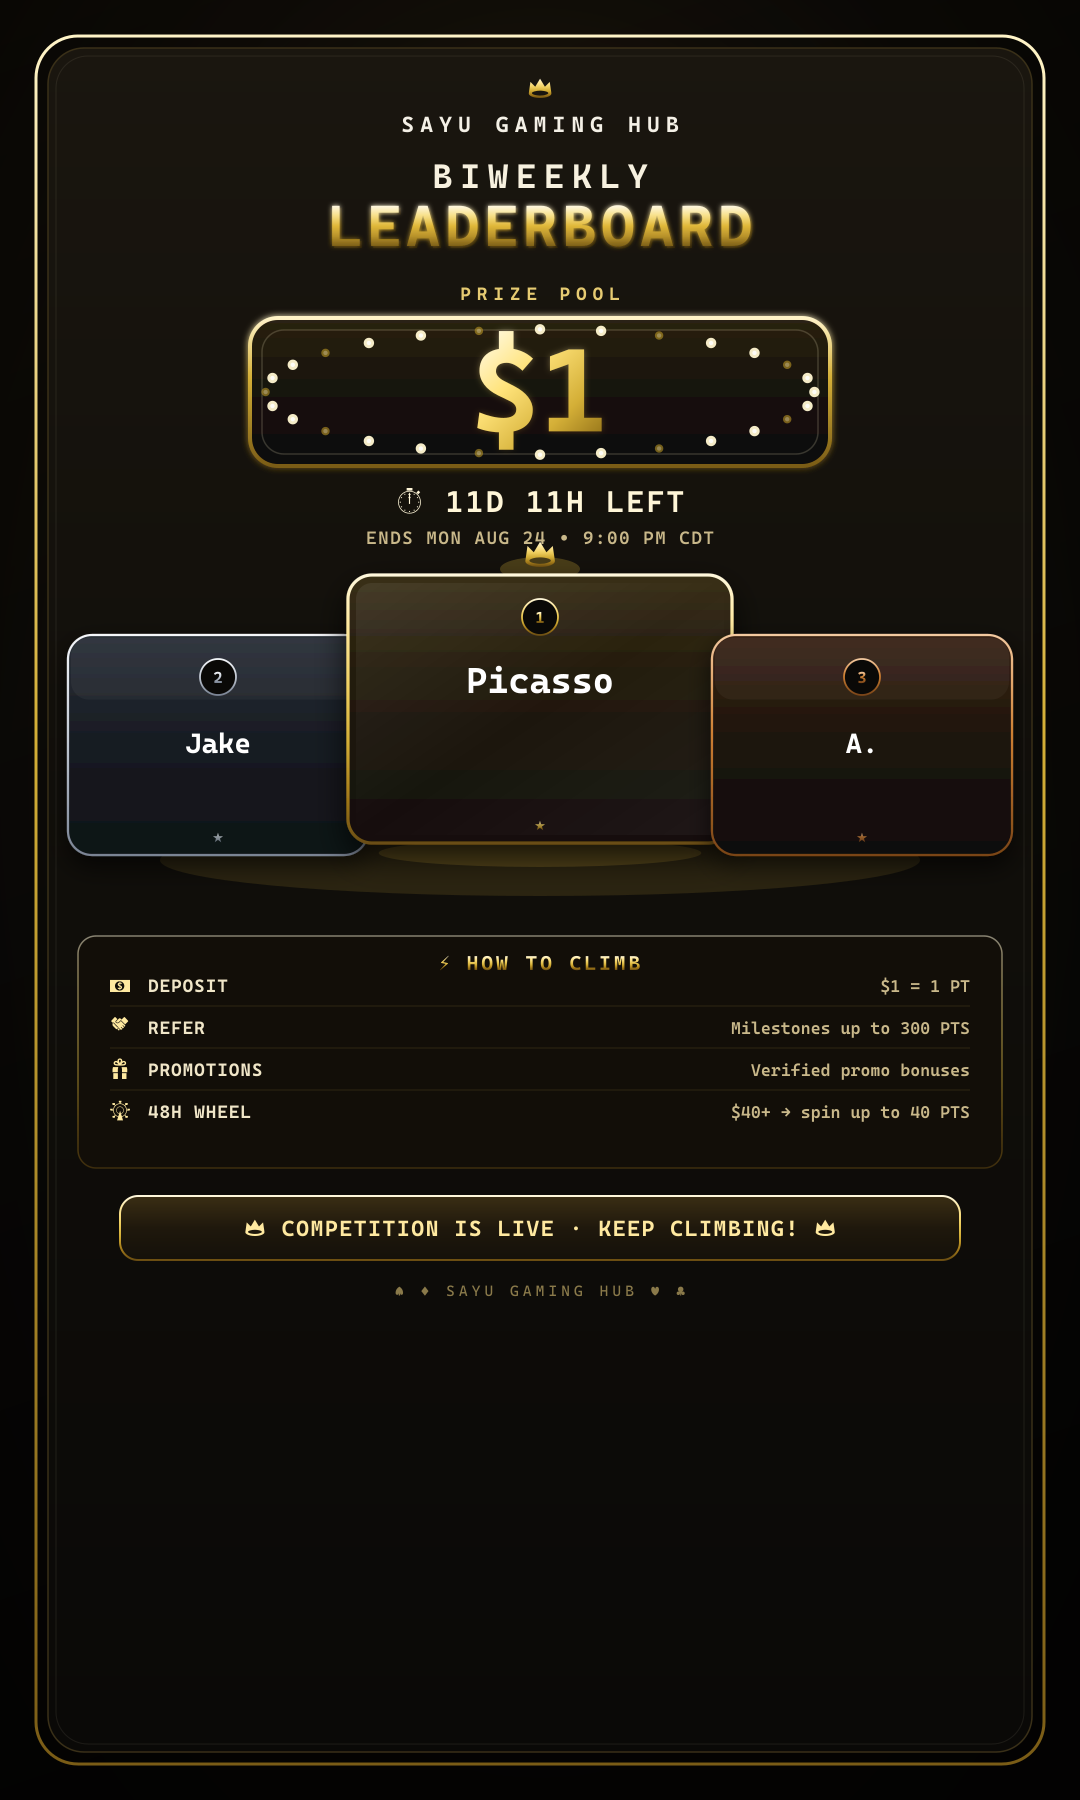 SAYU GAMING HUB
BIWEEKLY
LEADERBOARD
PRIZE POOL
$1
⏱ 11D 11H LEFT
ENDS MON AUG 24 • 9:00 PM CDT
1
Picasso
★
2
Jake
★
3
A.
★
⚡ HOW TO CLIMB
DEPOSIT $1 = 1 PT
REFER Milestones up to 300 PTS
PROMOTIONS Verified promo bonuses
48H WHEEL $40+ → spin up to 40 PTS
COMPETITION IS LIVE · KEEP CLIMBING!
♠ ♦ SAYU GAMING HUB ♥ ♣